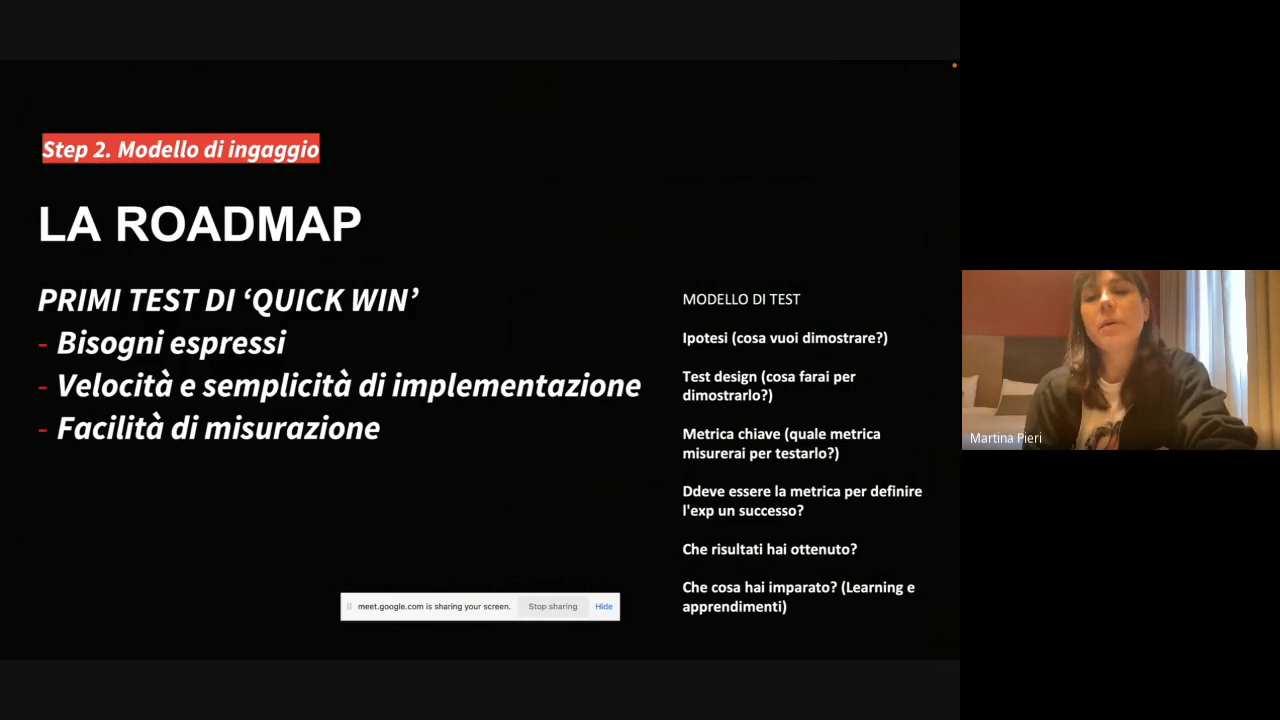 Step 2. Modello di ingaggio
LA ROADMAP
PRIMI TEST DI ‘QUICK WIN’
- Bisogni espressi
- Velocità e semplicità di implementazione
- Facilità di misurazione
MODELLO DI TEST
Ipotesi (cosa vuoi dimostrare?)
Test design (cosa farai per
dimostrarlo?)
Metrica chiave (quale metrica
misurerai per testarlo?)
Ddeve essere la metrica per definire
l'exp un successo?
Che risultati hai ottenuto?
Che cosa hai imparato? (Learning e
apprendimenti)
meet.google.com is sharing your screen. Stop sharing Hide
Martina Pieri